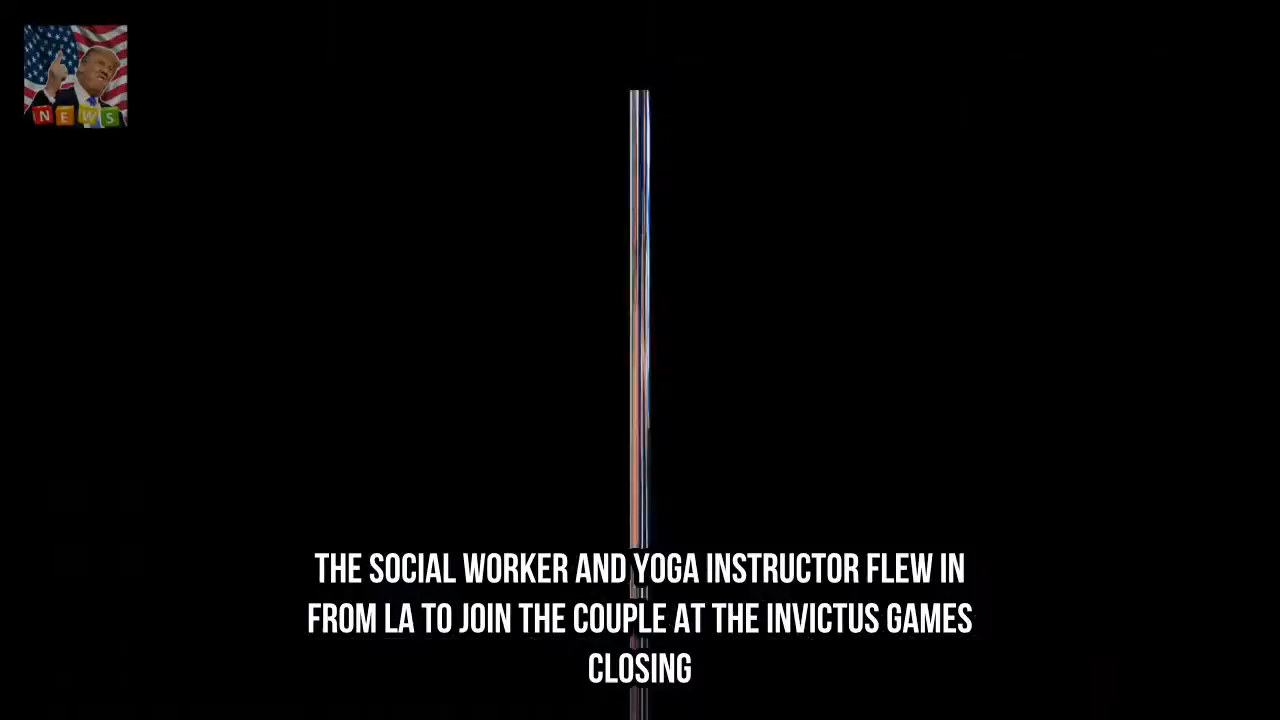 NEWS
THE SOCIAL WORKER AND YOGA INSTRUCTOR FLEW IN
FROM LA TO JOIN THE COUPLE AT THE INVICTUS GAMES
CLOSING